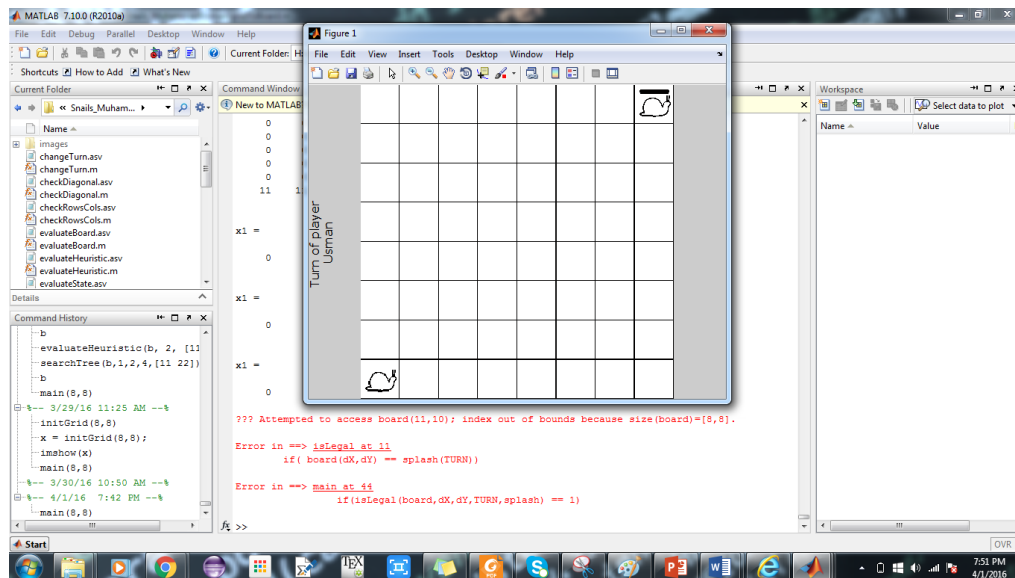 MATLAB 7.10.0 (R2010a)
File Edit Debug Parallel Desktop Window Help
Current Folder:
Shortcuts How to Add What's New
Current Folder
« Snails_Muham...
Name
images
changeTurn.asv
changeTurn.m
checkDiagonal.asv
checkDiagonal.m
checkRowsCols.asv
checkRowsCols.m
evaluateBoard.asv
evaluateBoard.m
evaluateHeuristic.asv
evaluateHeuristic.m
evaluateState.asv
Details
Command History
b
evaluateHeuristic(b, 2, [11
searchTree(b,1,2,4,[11 22])
b
main(8,8)
%-- 3/29/16 11:25 AM --%
initGrid(8,8)
x = initGrid(8,8);
imshow(x)
main(8,8)
%-- 3/30/16 10:50 AM --%
%-- 4/1/16 7:42 PM --%
main(8,8)
Command Window
New to MATLAB
0
0
0
0
0
11
x1 =
0
x1 =
0
x1 =
0
??? Attempted to access board(11,10); index out of bounds because size(board)=[8,8].
Error in ==> isLegal at 11
if( board(dX,dY) == splash(TURN))
Error in ==> main at 44
if(isLegal(board,dX,dY,TURN,splash) == 1)
fx >>
Figure 1
File Edit View Insert Tools Desktop Window Help
Turn of player
Usman
Workspace
Select data to plot
Name Value
Start
OVR
TEX
7:51 PM
4/1/2016